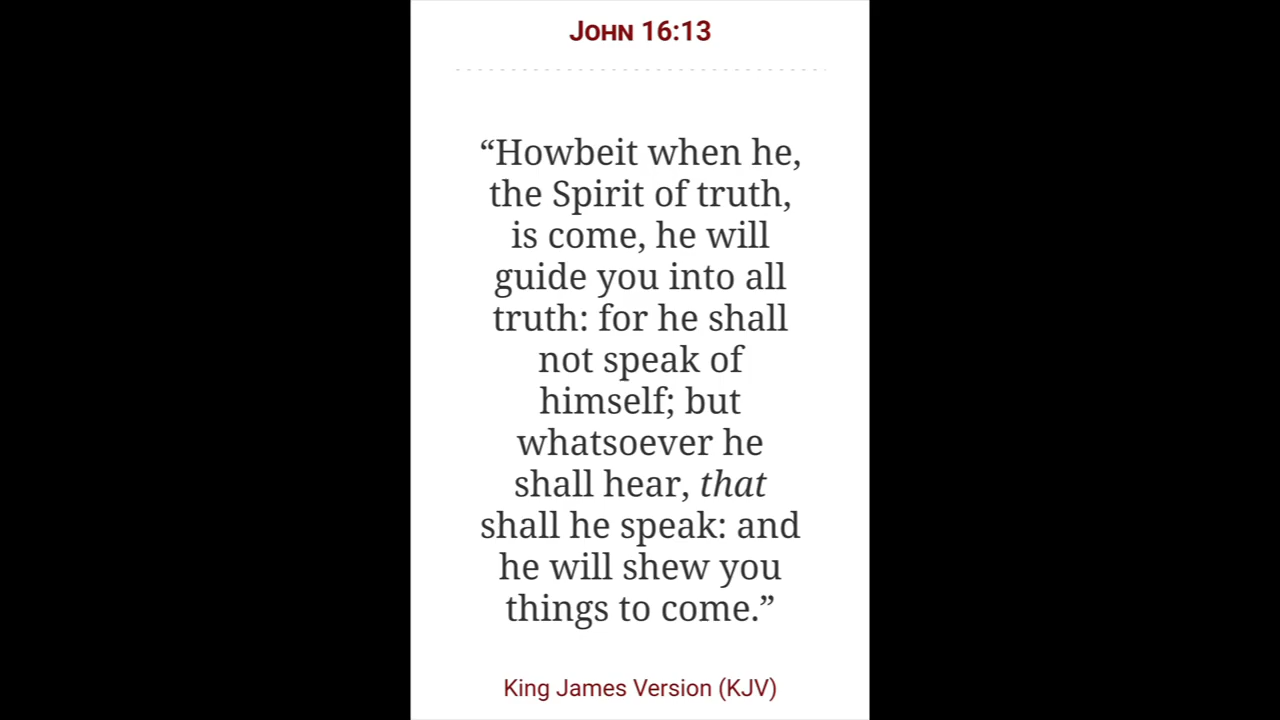 John 16:13
“Howbeit when he,
the Spirit of truth,
is come, he will
guide you into all
truth: for he shall
not speak of
himself; but
whatsoever he
shall hear, that
shall he speak: and
he will shew you
things to come.”
King James Version (KJV)